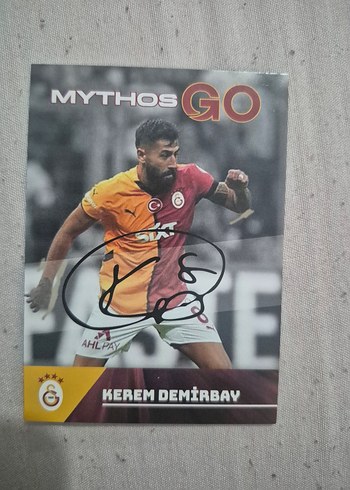 MYTHOS GO
SIXT
AHLPAY
KEREM DEMİRBAY